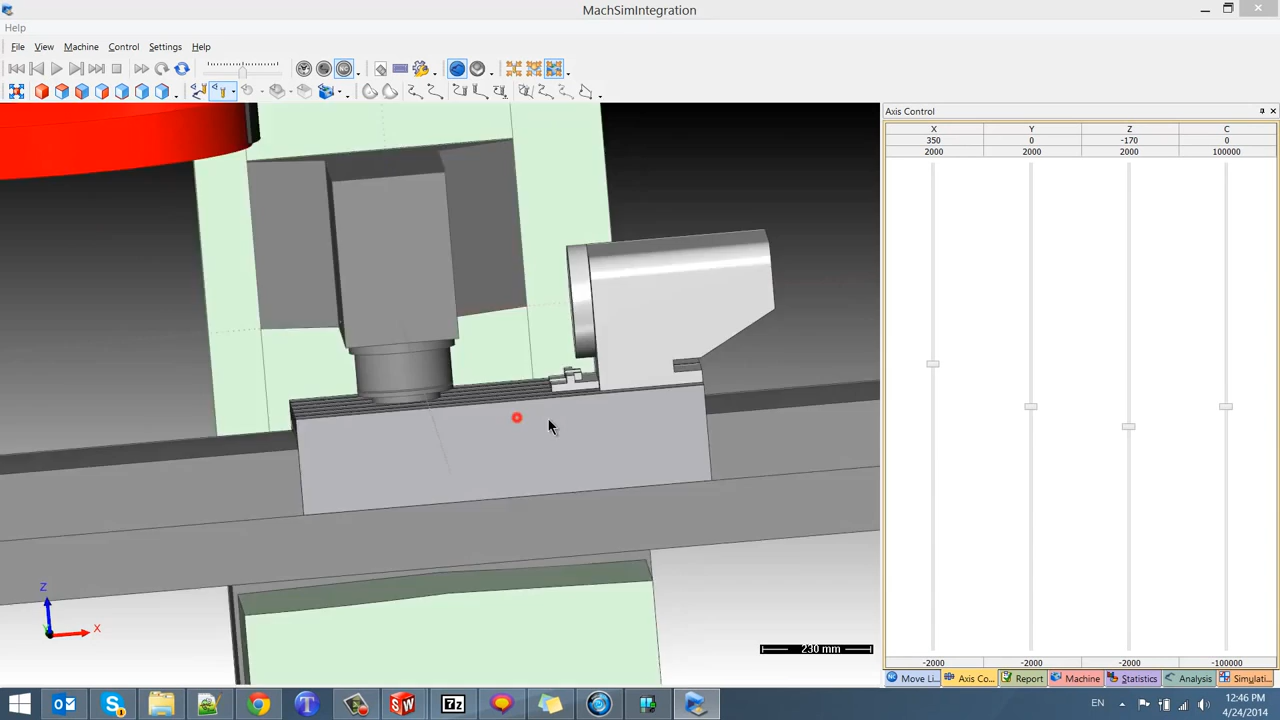 MachSimIntegration
Help
File View Machine Control Settings Help
Axis Control
X Y Z C
350 0 -170 0
2000 2000 2000 100000
Z
X
230 mm
-2000 -2000 -2000 -100000
Move Li... Axis Co... Report Machine Statistics Analysis Simulati...
EN
12:46 PM
4/24/2014